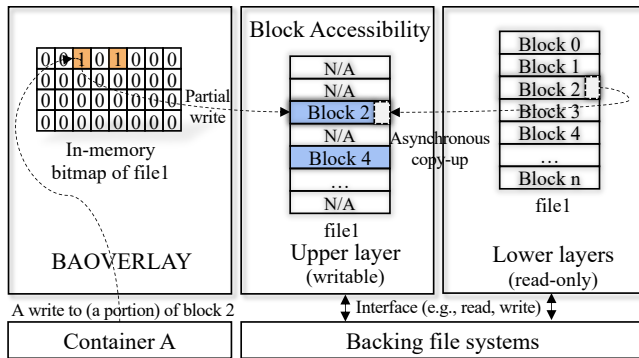 0 0 1 0 1 0 0 0
0 0 0 0 0 0 0 0
0 0 0 0 0 0 0 0
0 0 0 0 0 0 0 0
In-memory
bitmap of file1
BAOVERLAY
Partial
write
Block Accessibility
N/A
N/A
Block 2
N/A
Block 4
...
N/A
file1
Upper layer
(writable)
Asynchronous
copy-up
Block 0
Block 1
Block 2
Block 3
Block 4
...
Block n
file1
Lower layers
(read-only)
A write to (a portion) of block 2
Interface (e.g., read, write)
Container A
Backing file systems